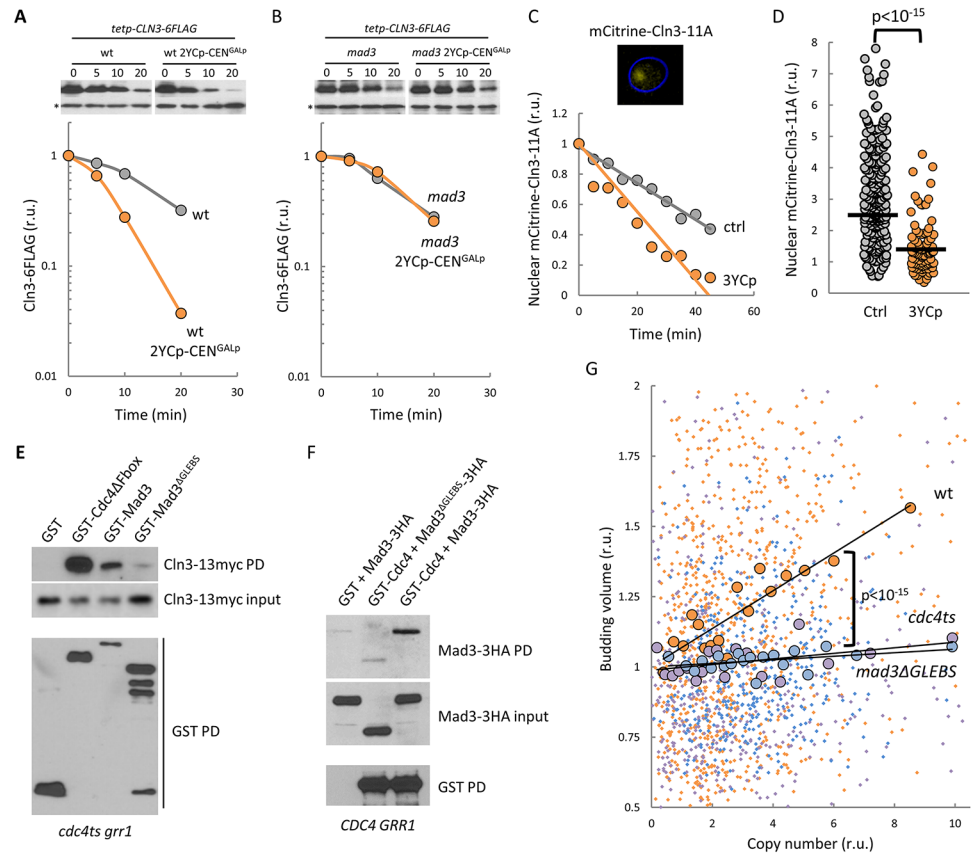 A
tetp-CLN3-6FLAG
wt
wt 2YCp-CEN^GALp
0 5 10 20 0 5 10 20
*
Cln3-6FLAG (r.u.)
1
0.1
0.01
0 10 20 30
Time (min)
wt
wt
2YCp-CEN^GALp
B
tetp-CLN3-6FLAG
mad3
mad3 2YCp-CEN^GALp
0 5 10 20 0 5 10 20
*
1
0.1
0.01
0 10 20 30
Time (min)
mad3
mad3
2YCp-CEN^GALp
C
mCitrine-Cln3-11A
Nuclear mCitrine-Cln3-11A (r.u.)
1.2
1
0.8
0.6
0.4
0.2
0
0 20 40 60
Time (min)
ctrl
3YCp
D
p<10^-15
Nuclear mCitrine-Cln3-11A (r.u.)
8
7
6
5
4
3
2
1
0
Ctrl 3YCp
E
GST
GST-Cdc4ΔFbox
GST-Mad3
GST-Mad3^ΔGLEBS
Cln3-13myc PD
Cln3-13myc input
GST PD
cdc4ts grr1
F
GST + Mad3-3HA
GST-Cdc4 + Mad3^ΔGLEBS-3HA
GST-Cdc4 + Mad3-3HA
Mad3-3HA PD
Mad3-3HA input
GST PD
CDC4 GRR1
G
Budding volume (r.u.)
2
1.75
1.5
1.25
1
0.75
0.5
0 2 4 6 8 10
Copy number (r.u.)
wt
p<10^-15
cdc4ts
mad3ΔGLEBS